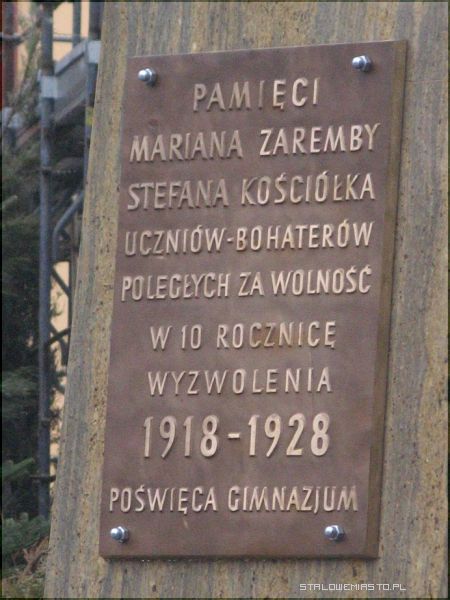 PAMIĘCI
MARIANA ZAREMBY
STEFANA KOŚCIÓŁKA
UCZNIÓW-BOHATERÓW
POLEGŁYCH ZA WOLNOŚĆ
W 10 ROCZNICĘ
WYZWOLENIA
1918-1928
POŚWIĘCA GIMNAZJUM
STALOWEMIASTO.PL